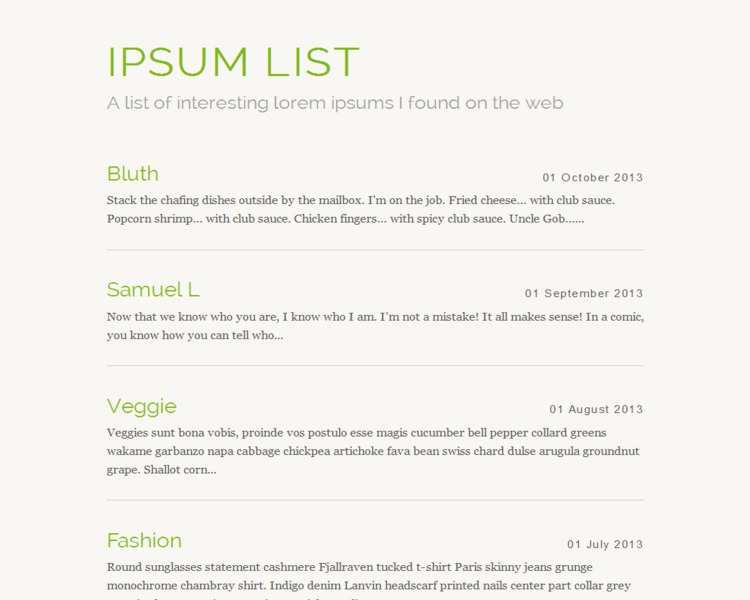 IPSUM LIST
A list of interesting lorem ipsums I found on the web
Bluth
01 October 2013
Stack the chafing dishes outside by the mailbox. I'm on the job. Fried cheese... with club sauce.
Popcorn shrimp... with club sauce. Chicken fingers... with spicy club sauce. Uncle Gob......
Samuel L
01 September 2013
Now that we know who you are, I know who I am. I'm not a mistake! It all makes sense! In a comic,
you know how you can tell who...
Veggie
01 August 2013
Veggies sunt bona vobis, proinde vos postulo esse magis cucumber bell pepper collard greens
wakame garbanzo napa cabbage chickpea artichoke fava bean swiss chard dulse arugula groundnut
grape. Shallot corn...
Fashion
01 July 2013
Round sunglasses statement cashmere Fjallraven tucked t-shirt Paris skinny jeans grunge
monochrome chambray shirt. Indigo denim Lanvin headscarf printed nails center part collar grey